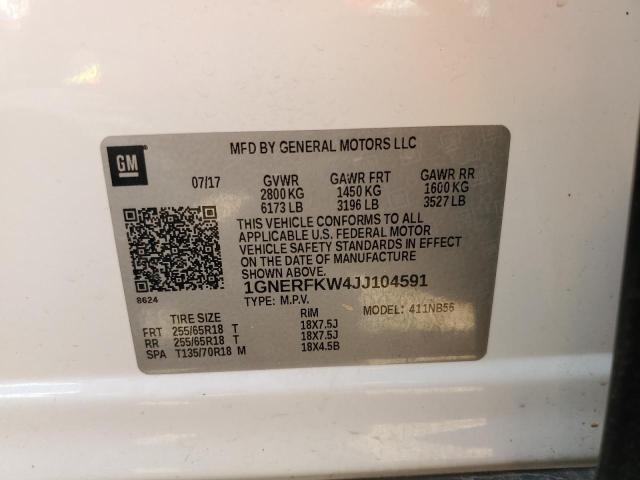 GM
MFD BY GENERAL MOTORS LLC
07/17 GVWR GAWR FRT GAWR RR
2800 KG 1450 KG 1600 KG
6173 LB 3196 LB 3527 LB
THIS VEHICLE CONFORMS TO ALL
APPLICABLE U.S. FEDERAL MOTOR
VEHICLE SAFETY STANDARDS IN EFFECT
ON THE DATE OF MANUFACTURE
SHOWN ABOVE.
8624
1GNERFKW4JJ104591
TYPE: M.P.V. MODEL: 411NB56
TIRE SIZE RIM
FRT 255/65R18 T 18X7.5J
RR 255/65R18 T 18X7.5J
SPA T135/70R18 M 18X4.5B